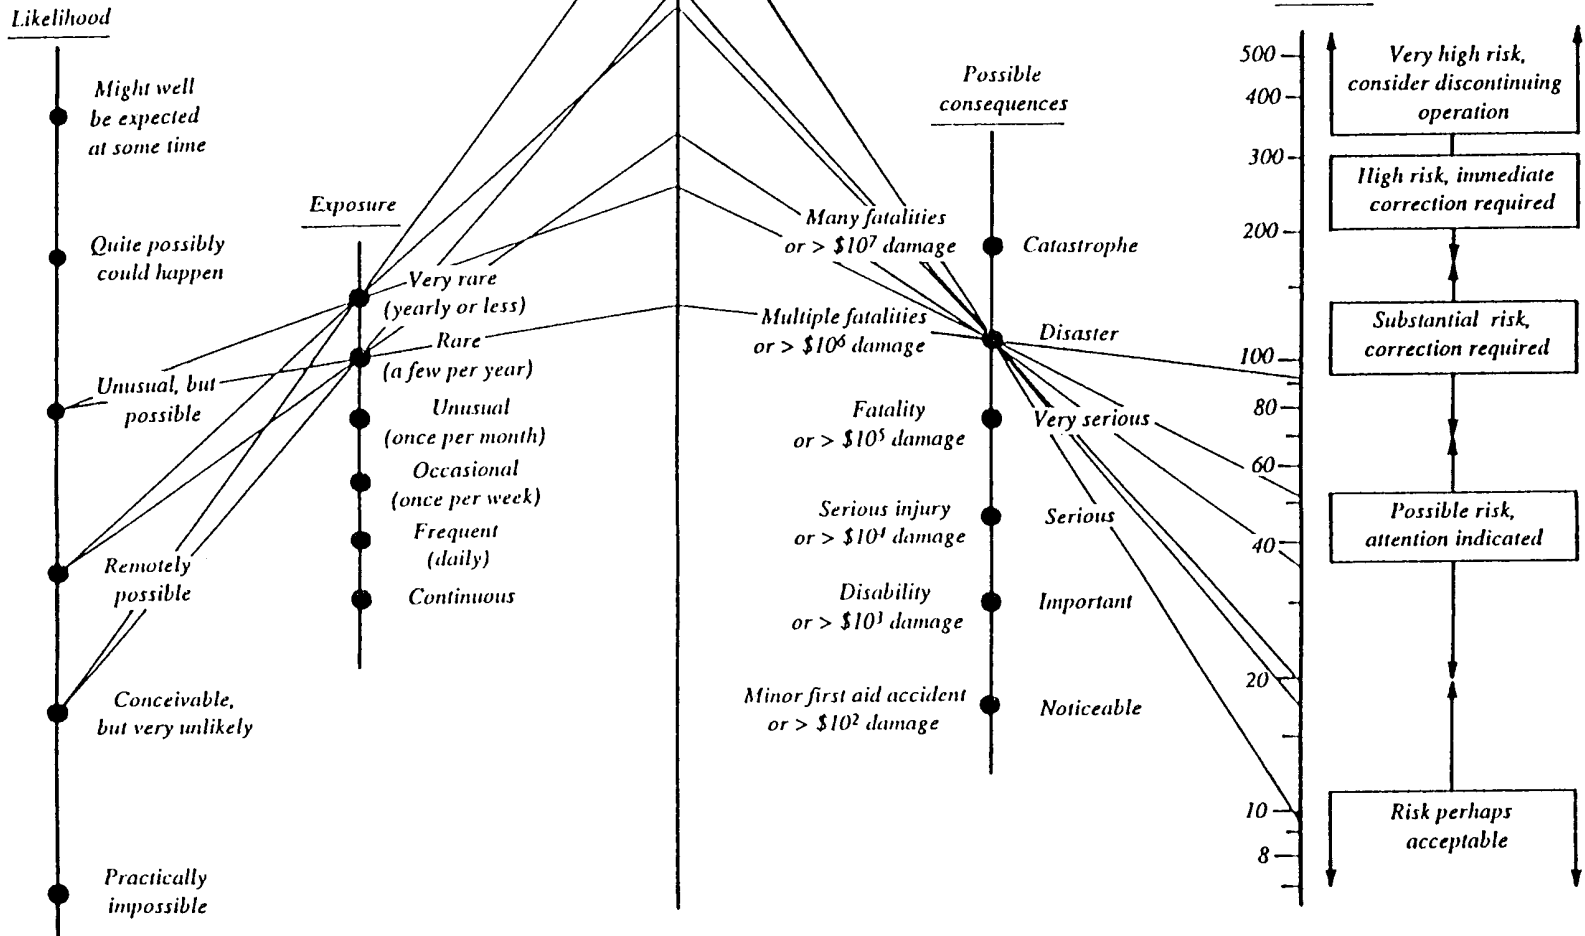 Likelihood
Might well
be expected
at some time
Quite possibly
could happen
Unusual, but
possible
Remotely
possible
Conceivable,
but very unlikely
Practically
impossible
Exposure
Very rare
(yearly or less)
Rare
(a few per year)
Unusual
(once per month)
Occasional
(once per week)
Frequent
(daily)
Continuous
Possible
consequences
Many fatalities
or > $10⁷ damage
Catastrophe
Multiple fatalities
or > $10⁶ damage
Disaster
Fatality
or > $10⁵ damage
Very serious
Serious injury
or > $10⁴ damage
Serious
Disability
or > $10³ damage
Important
Minor first aid accident
or > $10² damage
Noticeable
500
400
300
200
100
80
60
40
20
10
8
Very high risk,
consider discontinuing
operation
High risk, immediate
correction required
Substantial risk,
correction required
Possible risk,
attention indicated
Risk perhaps
acceptable